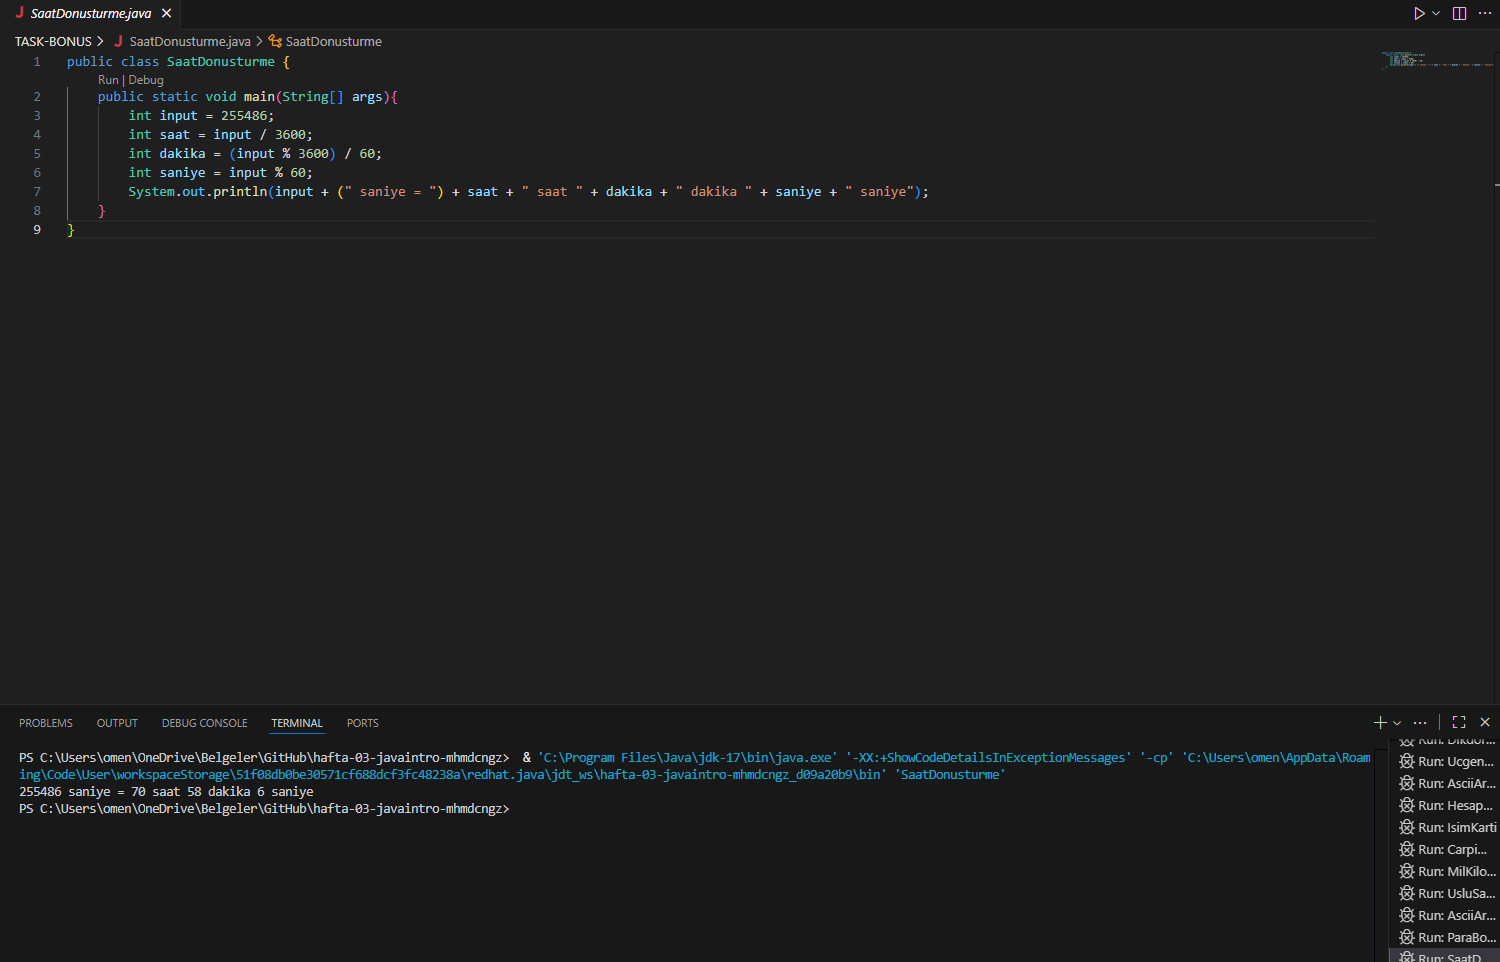 SaatDonusturme.java
TASK-BONUS > SaatDonusturme.java > SaatDonusturme
1 public class SaatDonusturme {
Run | Debug
2 public static void main(String[] args){
3 int input = 255486;
4 int saat = input / 3600;
5 int dakika = (input % 3600) / 60;
6 int saniye = input % 60;
7 System.out.println(input + (" saniye = ") + saat + " saat " + dakika + " dakika " + saniye + " saniye");
8 }
9 }
PROBLEMS OUTPUT DEBUG CONSOLE TERMINAL PORTS
PS C:\Users\omen\OneDrive\Belgeler\GitHub\hafta-03-javaintro-mhmdcngz> & 'C:\Program Files\Java\jdk-17\bin\java.exe' '-XX:+ShowCodeDetailsInExceptionMessages' '-cp' 'C:\Users\omen\AppData\Roam
ing\Code\User\workspaceStorage\51f08db0be30571cf688dcf3fc48238a\redhat.java\jdt_ws\hafta-03-javaintro-mhmdcngz_d09a20b9\bin' 'SaatDonusturme'
255486 saniye = 70 saat 58 dakika 6 saniye
PS C:\Users\omen\OneDrive\Belgeler\GitHub\hafta-03-javaintro-mhmdcngz>
Run: Dikdor...
Run: Ucgen...
Run: AsciiAr...
Run: Hesap...
Run: IsimKarti
Run: Carpi...
Run: MilKilo...
Run: UsluSa...
Run: AsciiAr...
Run: ParaBo...
Run: SaatD...